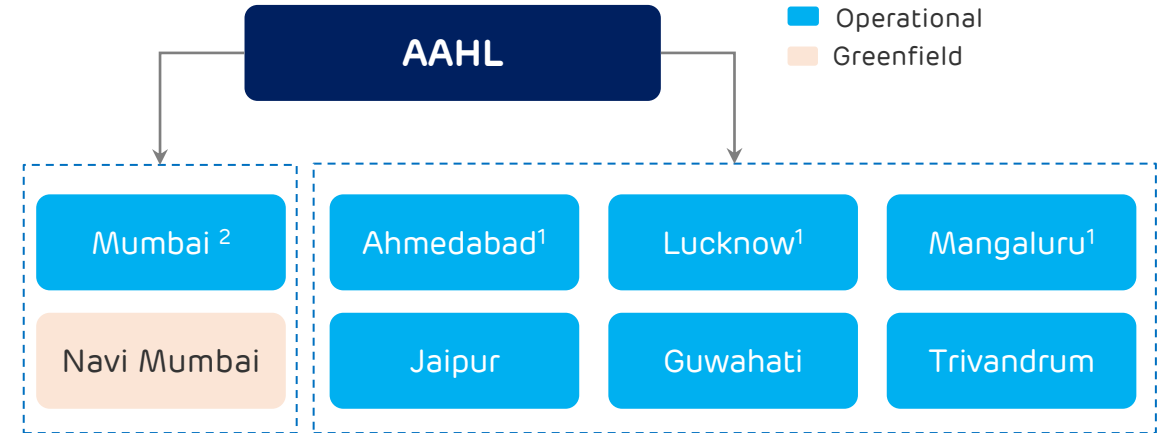 AAHL
Operational
Greenfield
Mumbai ²
Ahmedabad¹
Lucknow¹
Mangaluru¹
Navi Mumbai
Jaipur
Guwahati
Trivandrum